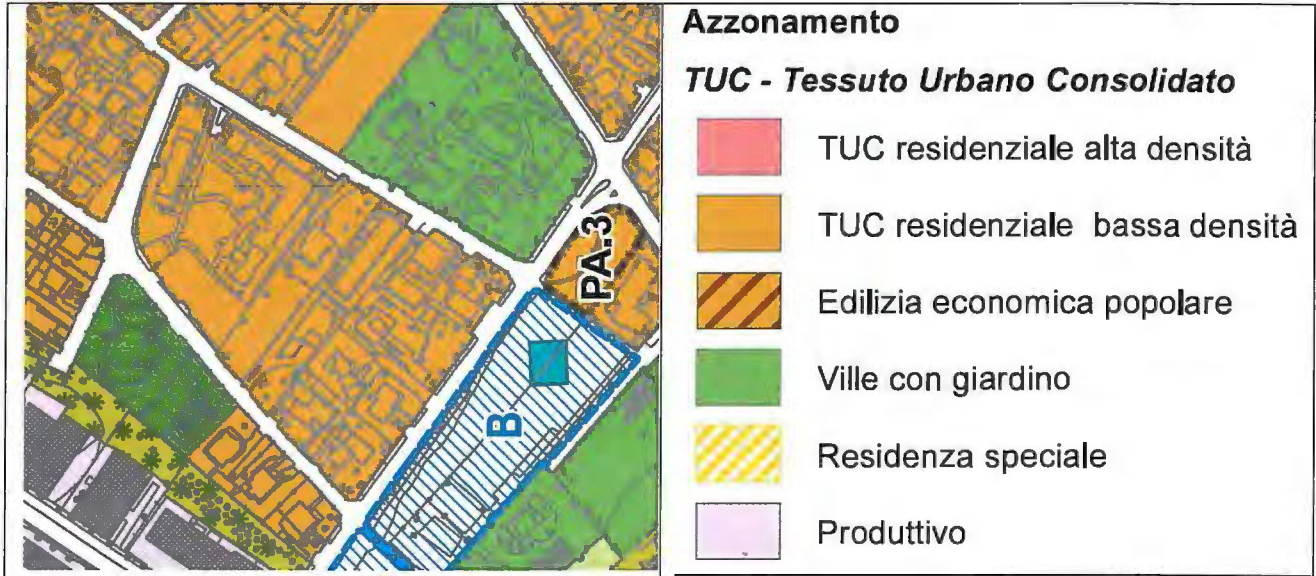 PA.3
B
Azzonamento
TUC - Tessuto Urbano Consolidato
TUC residenziale alta densità
TUC residenziale bassa densità
Edilizia economica popolare
Ville con giardino
Residenza speciale
Produttivo